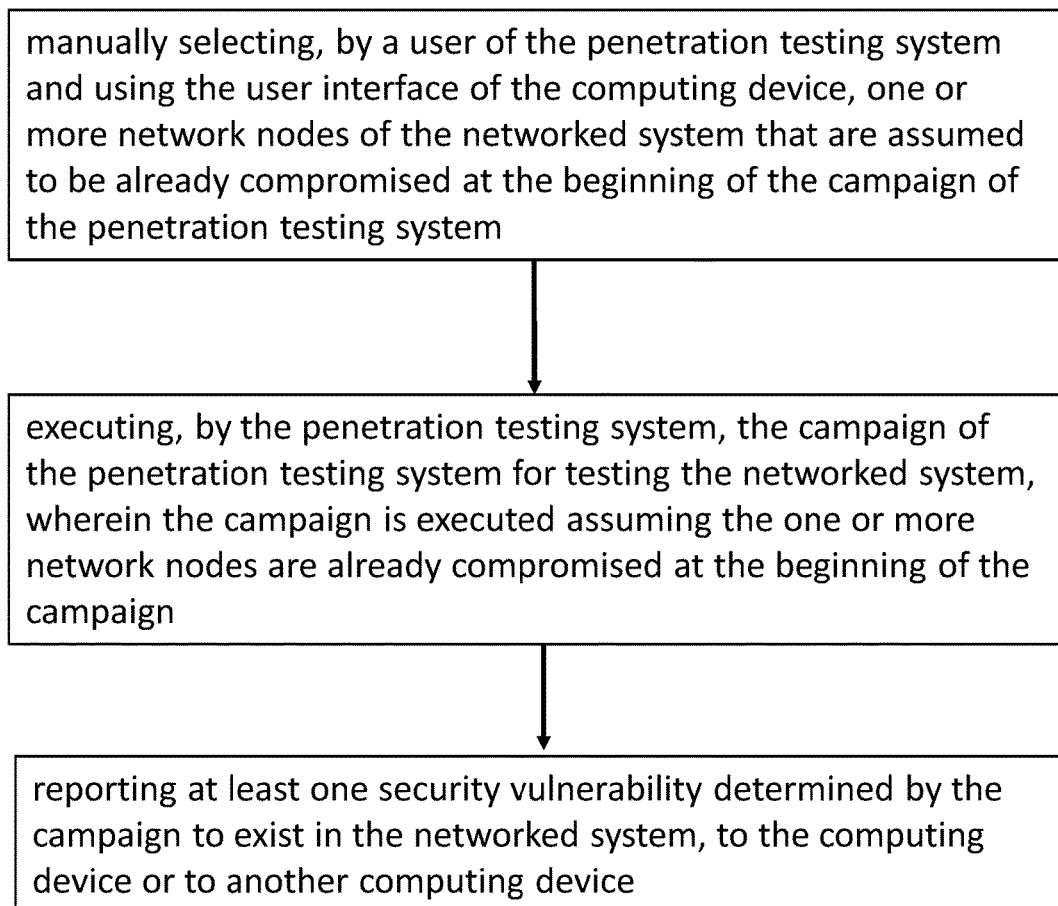 manually selecting, by a user of the penetration testing system
and using the user interface of the computing device, one or
more network nodes of the networked system that are assumed
to be already compromised at the beginning of the campaign of
the penetration testing system
executing, by the penetration testing system, the campaign of
the penetration testing system for testing the networked system,
wherein the campaign is executed assuming the one or more
network nodes are already compromised at the beginning of the
campaign
reporting at least one security vulnerability determined by the
campaign to exist in the networked system, to the computing
device or to another computing device